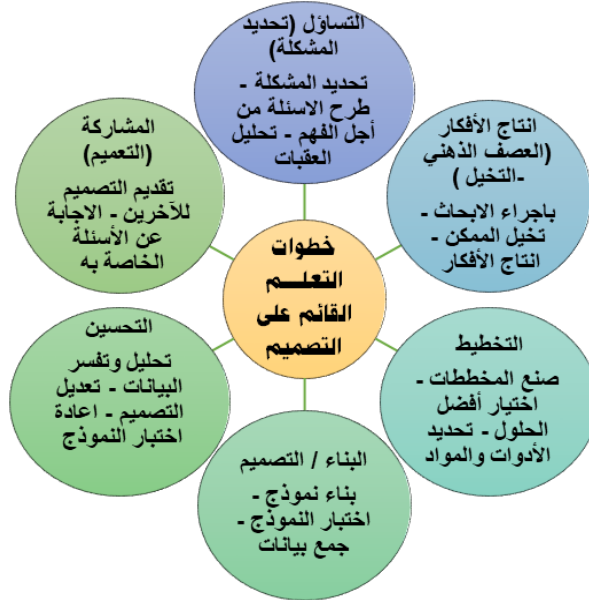 التساؤل (تحديد
المشكلة)
تحديد المشكلة -
طرح الاسئلة من
أجل الفهم - تحليل
العقبات
انتاج الأفكار
(العصف الذهني
-التخيل )
باجراء الابحاث -
تخيل الممكن -
انتاج الأفكار
التخطيط
صنع المخططات -
اختيار أفضل
الحلول - تحديد
الأدوات والمواد
البناء / التصميم
بناء نموذج -
اختبار النموذج -
جمع بيانات
التحسين
تحليل وتفسر
البيانات - تعديل
التصميم - اعادة
اختبار النموذج
المشاركة
(التعميم)
تقديم التصميم
للآخرين - الاجابة
عن الأسئلة
الخاصة به
خطوات
التعلـــم
القائم على
التصميم